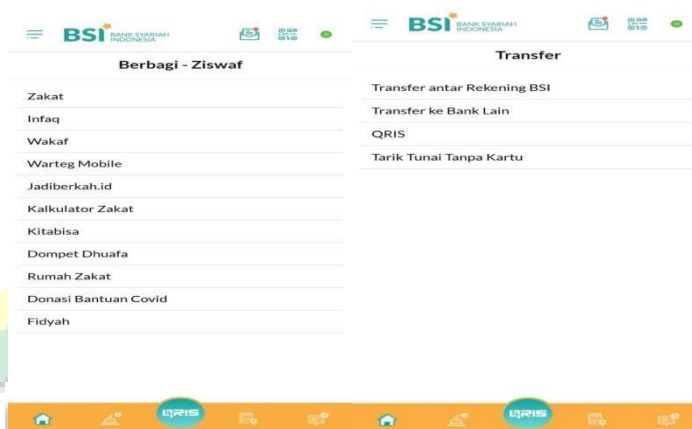 BSI BANK SYARIAH
INDONESIA
Berbagi - Ziswaf
Zakat
Infaq
Wakaf
Warteg Mobile
Jadiberkah.id
Kalkulator Zakat
Kitabisa
Dompet Dhuafa
Rumah Zakat
Donasi Bantuan Covid
Fidyah
QRIS
BSI BANK SYARIAH
INDONESIA
Transfer
Transfer antar Rekening BSI
Transfer ke Bank Lain
QRIS
Tarik Tunai Tanpa Kartu
QRIS